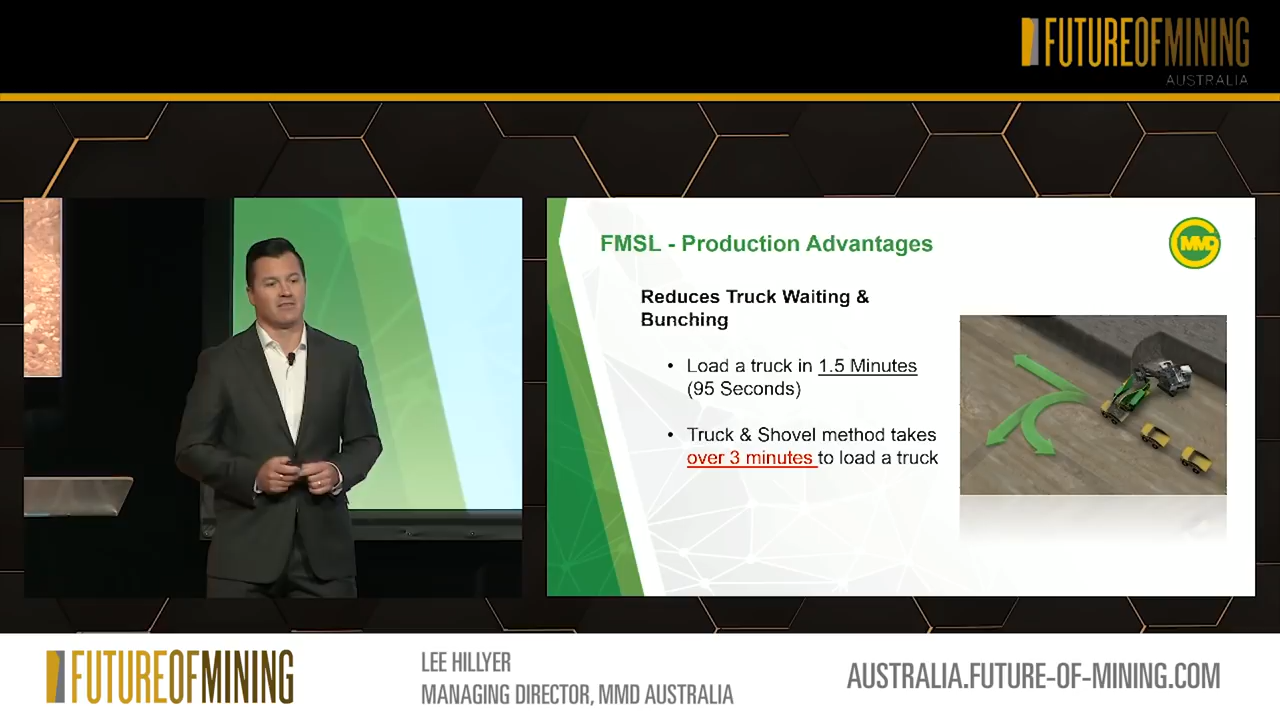 FUTUREOFMINING
AUSTRALIA
FMSL - Production Advantages
MMD
Reduces Truck Waiting &
Bunching
• Load a truck in 1.5 Minutes
(95 Seconds)
• Truck & Shovel method takes
over 3 minutes to load a truck
FUTUREOFMINING
LEE HILLYER
MANAGING DIRECTOR, MMD AUSTRALIA
AUSTRALIA.FUTURE-OF-MINING.COM